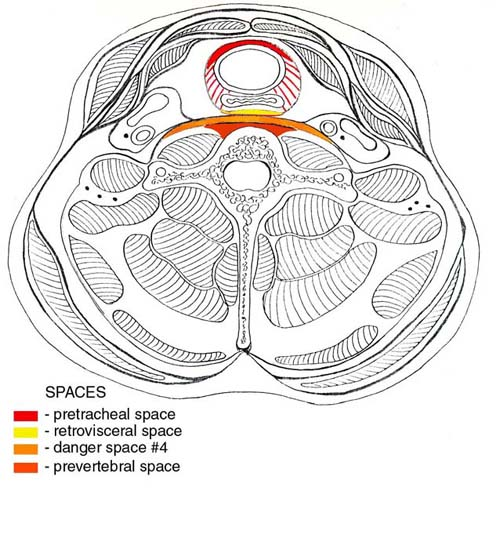 SPACES
- pretracheal space
- retrovisceral space
- danger space #4
- prevertebral space